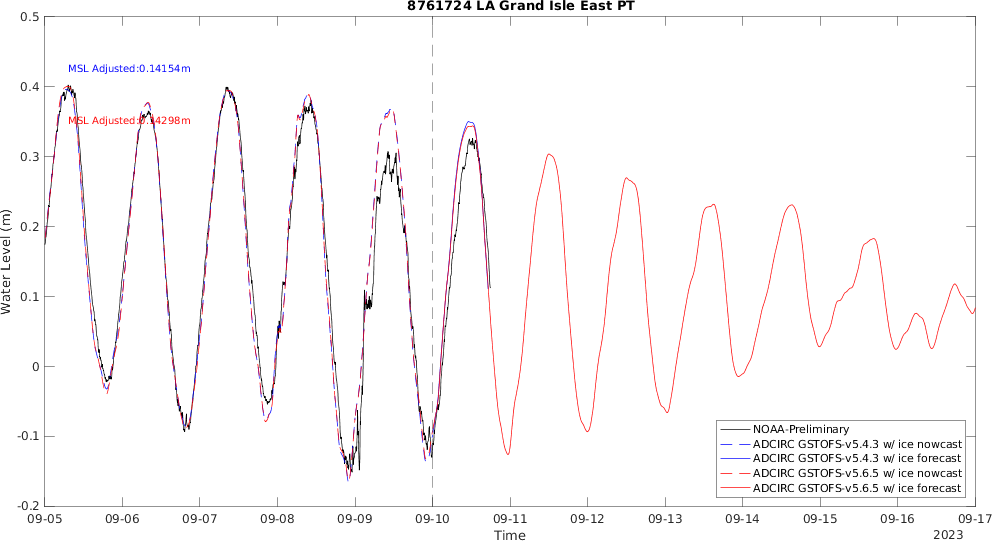 8761724 LA Grand Isle East PT
0.5
0.4
0.3
0.2
0.1
0
-0.1
-0.2
Water Level (m)
MSL Adjusted:0.14154m
MSL Adjusted:0.14298m
NOAA-Preliminary
ADCIRC GSTOFS-v5.4.3 w/ ice nowcast
ADCIRC GSTOFS-v5.4.3 w/ ice forecast
ADCIRC GSTOFS-v5.6.5 w/ ice nowcast
ADCIRC GSTOFS-v5.6.5 w/ ice forecast
09-05 09-06 09-07 09-08 09-09 09-10 09-11 09-12 09-13 09-14 09-15 09-16 09-17
Time
2023